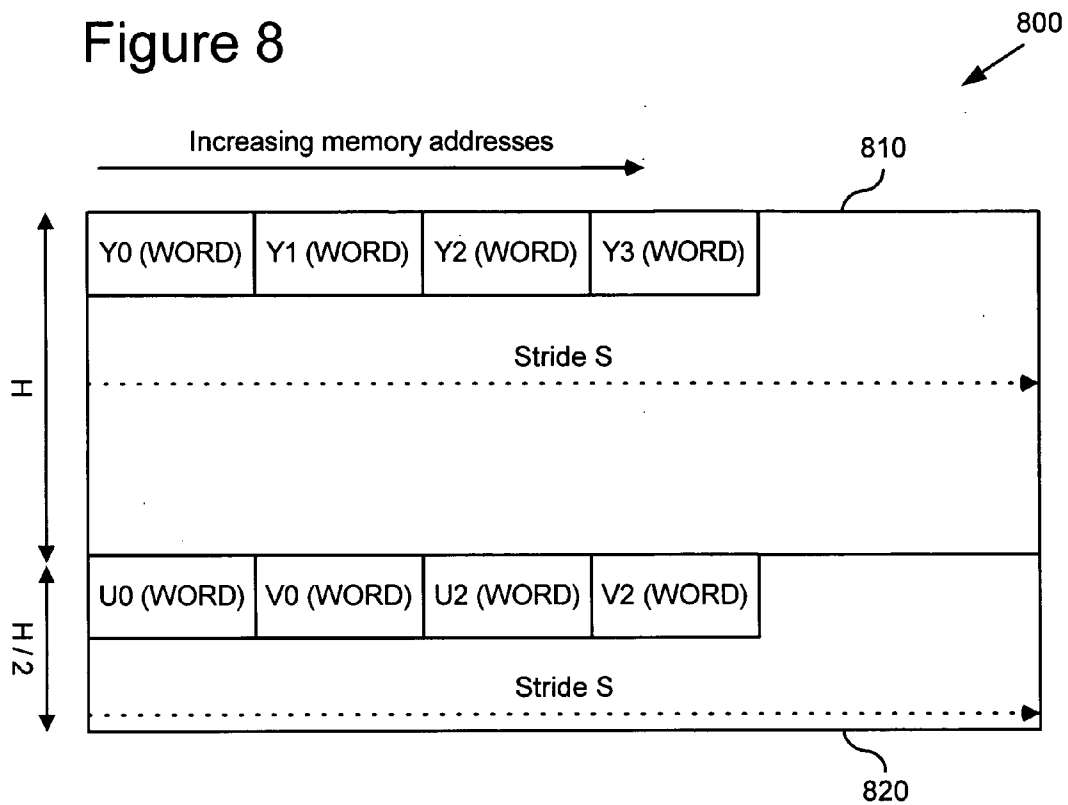 Figure 8
800
Increasing memory addresses
810
Y0 (WORD) Y1 (WORD) Y2 (WORD) Y3 (WORD)
Stride S
H
U0 (WORD) V0 (WORD) U2 (WORD) V2 (WORD)
H / 2
Stride S
820